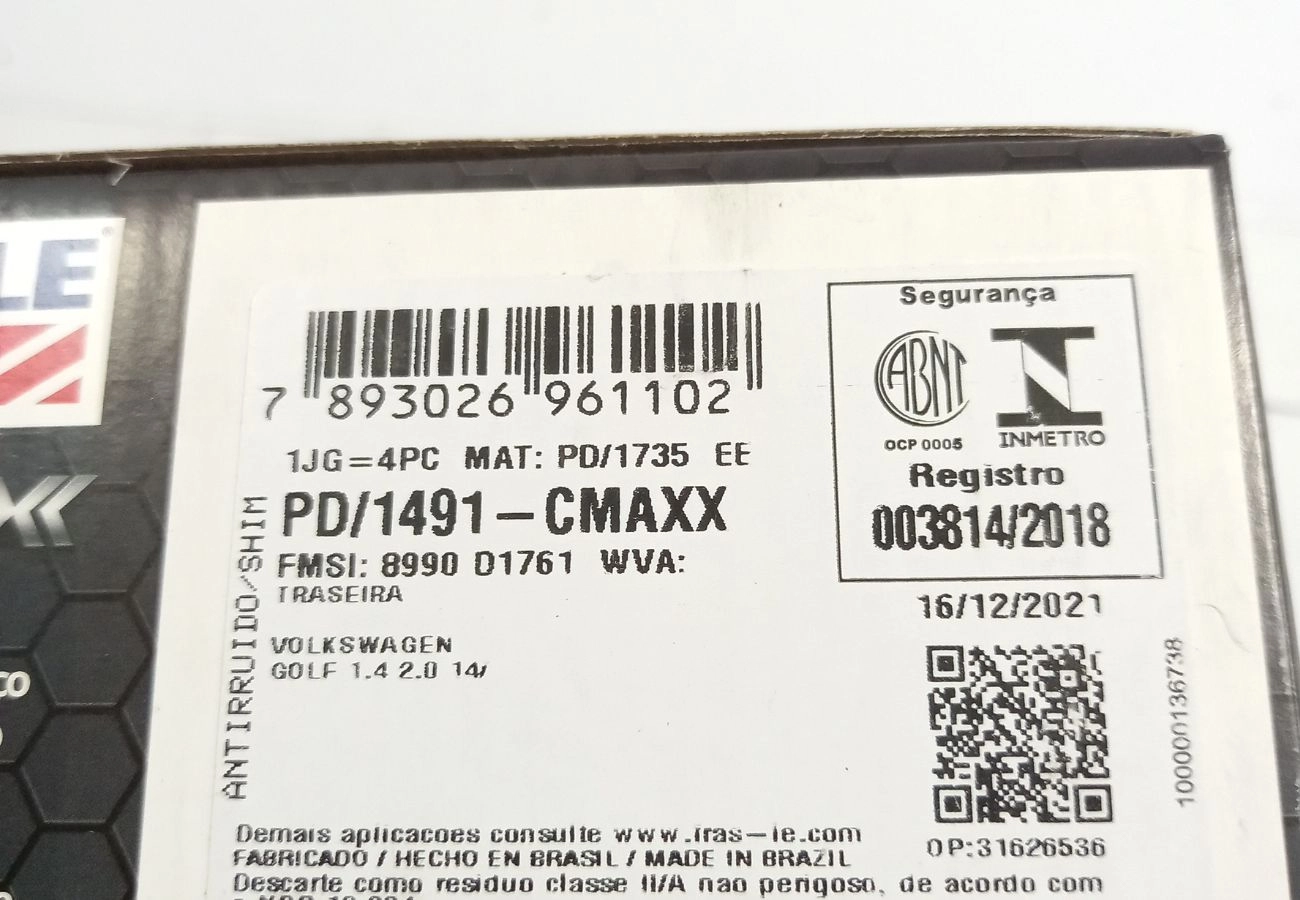 LE®
7 893026 961102
1JG=4PC MAT: PD/1735 EE
PD/1491-CMAXX
FMSI: 8990 D1761 WVA:
TRASEIRA
VOLKSWAGEN
GOLF 1.4 2.0 14/
ANTIRRUIDO/SHIM
Segurança
ABNT
OCP 0005
INMETRO
Registro
003814/2018
16/12/2021
100000136738
OP:31626536
Demais aplicacoes consulte www.fras-le.com
FABRICADO / HECHO EN BRASIL / MADE IN BRAZIL
Descarte como residuo classe II/A nao perigoso, de acordo com